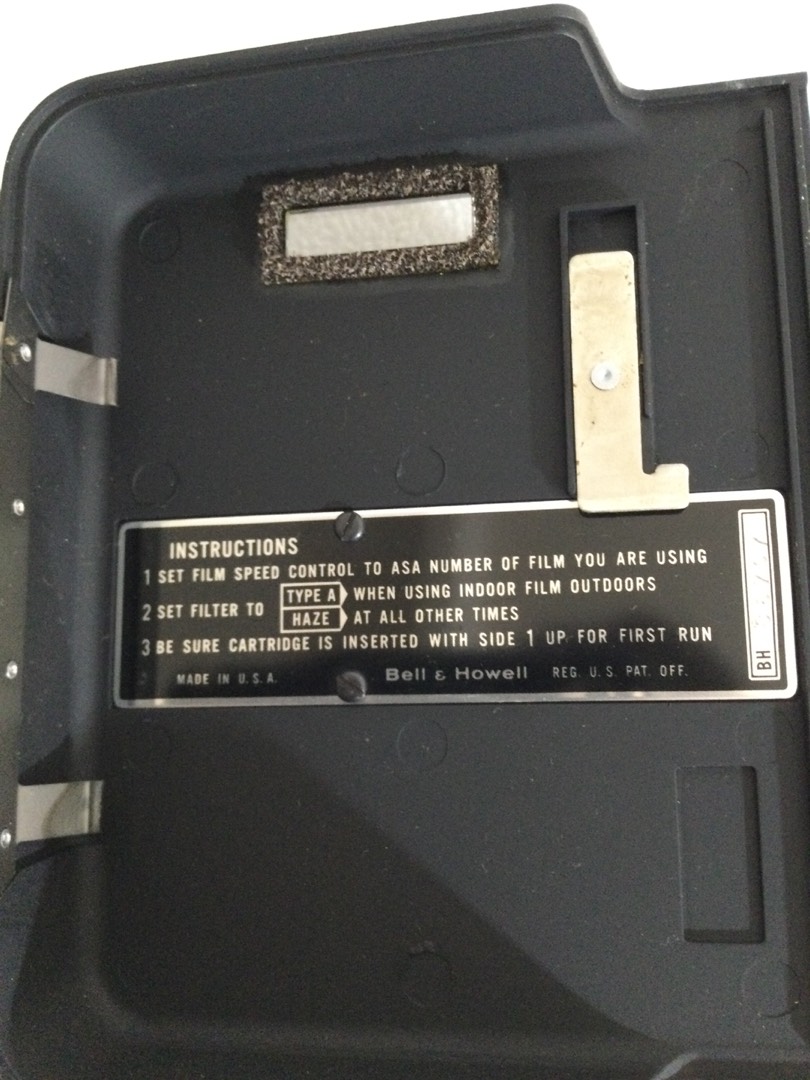 INSTRUCTIONS
1 SET FILM SPEED CONTROL TO ASA NUMBER OF FILM YOU ARE USING
2 SET FILTER TO
TYPE A WHEN USING INDOOR FILM OUTDOORS
HAZE AT ALL OTHER TIMES
3 BE SURE CARTRIDGE IS INSERTED WITH SIDE 1 UP FOR FIRST RUN
MADE IN U.S.A. Bell & Howell REG. U.S. PAT. OFF.
BH